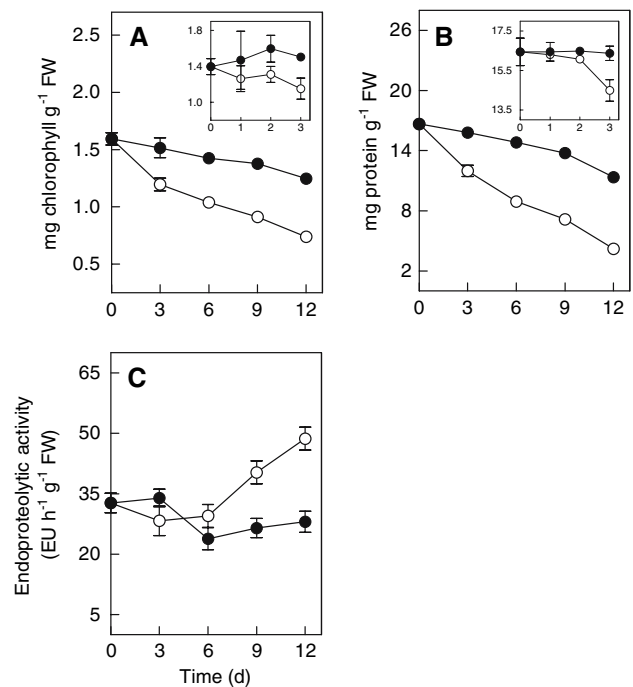 A
mg chlorophyll g-1 FW
2.5
2.0
1.5
1.0
0.5
0 3 6 9 12
1.8
1.4
1.0
0 1 2 3
B
mg protein g-1 FW
26
20
14
8
2
0 3 6 9 12
17.5
15.5
13.5
0 1 2 3
C
Endoproteolytic activity
(EU h-1 g-1 FW)
65
50
35
20
5
0 3 6 9 12
Time (d)